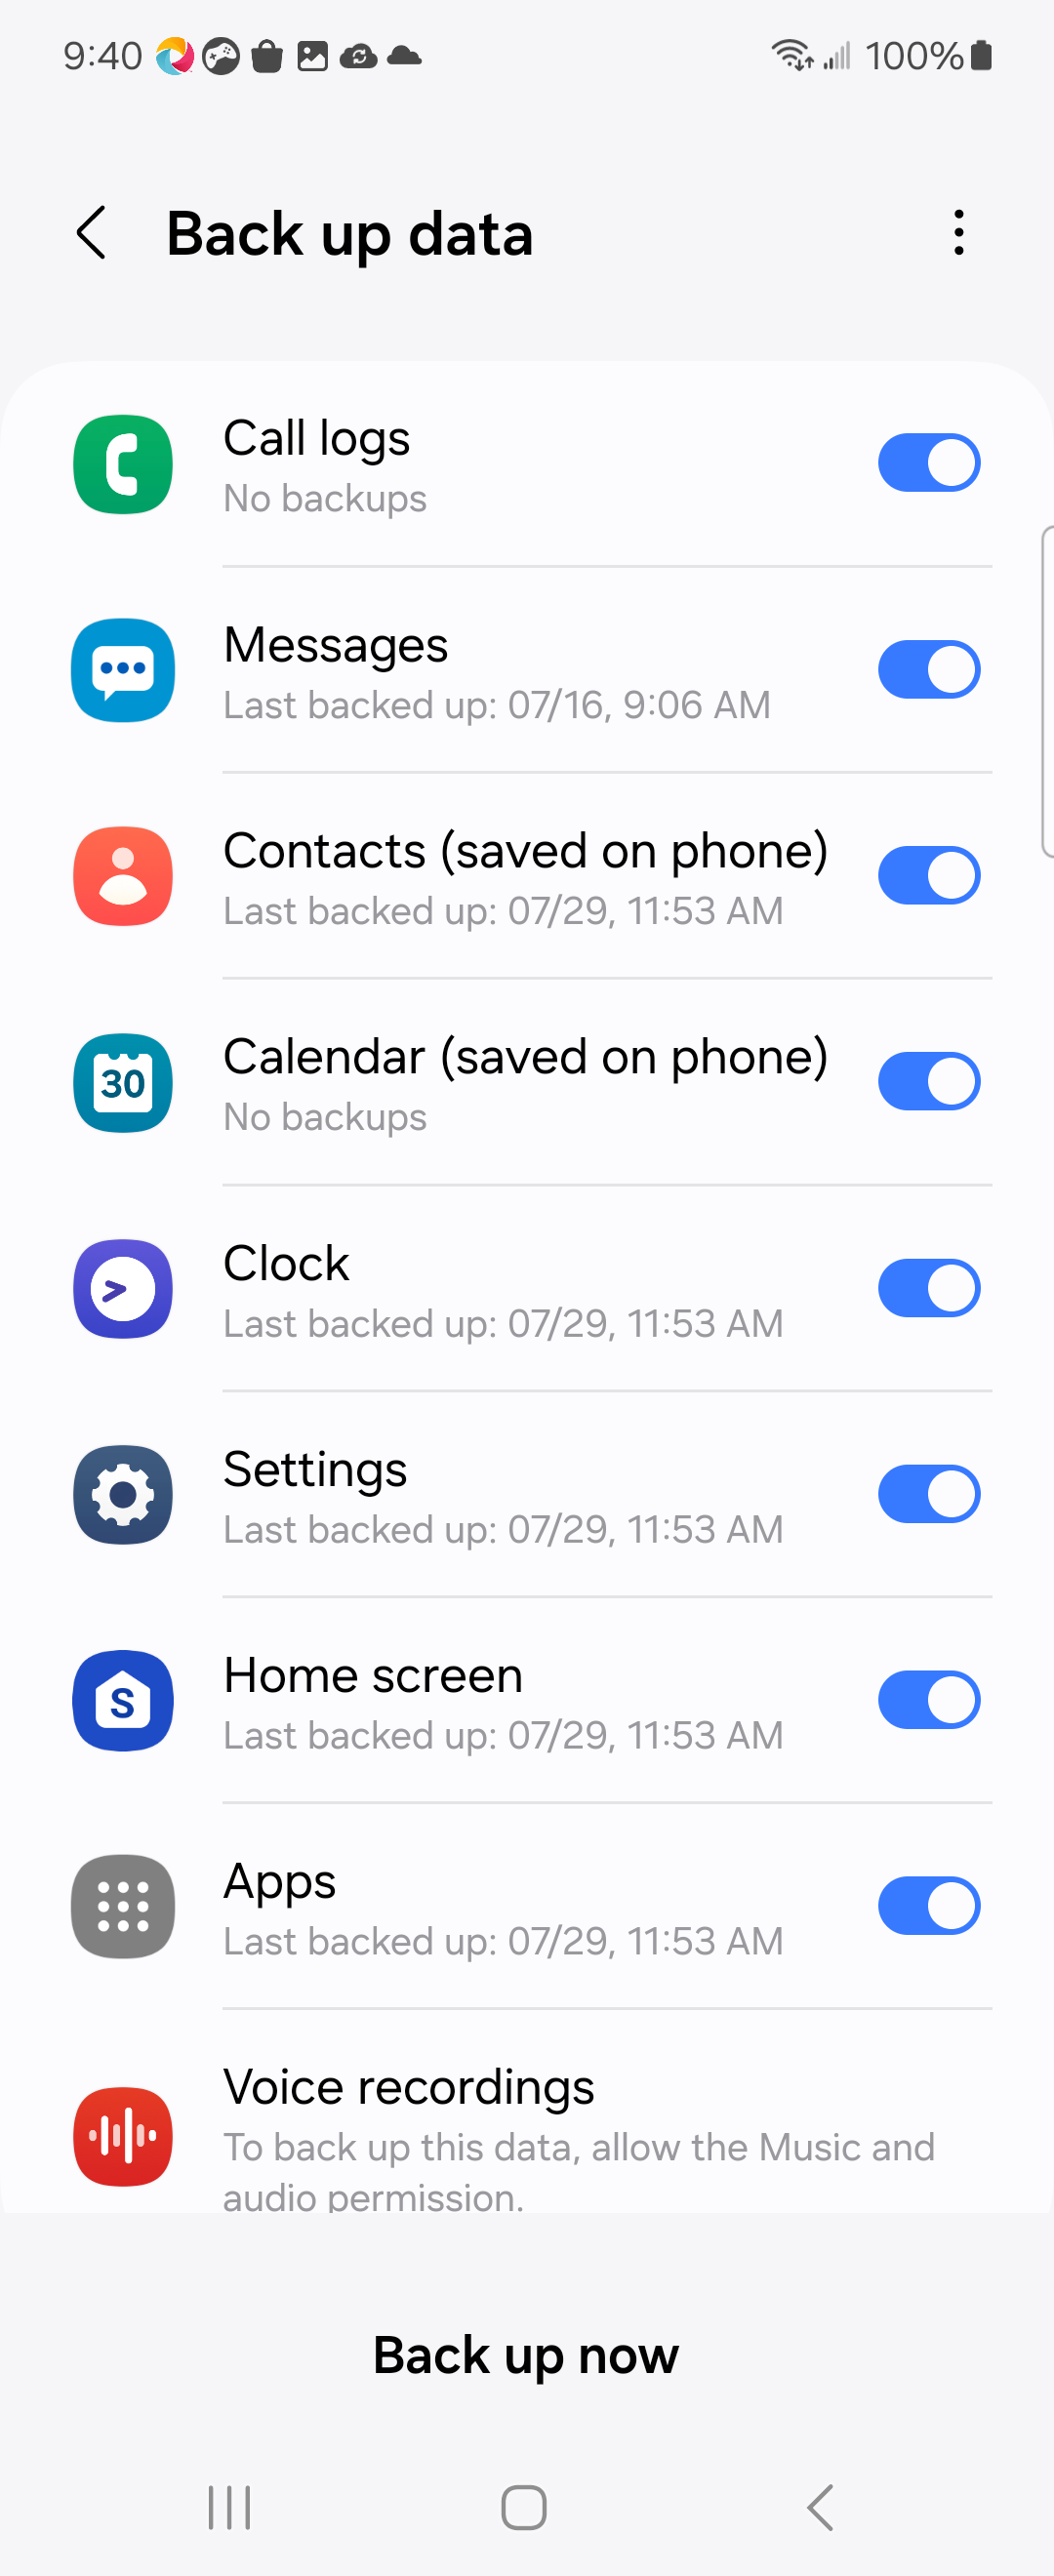 9:40
100%
Back up data
Call logs
No backups
Messages
Last backed up: 07/16, 9:06 AM
Contacts (saved on phone)
Last backed up: 07/29, 11:53 AM
30
Calendar (saved on phone)
No backups
Clock
Last backed up: 07/29, 11:53 AM
Settings
Last backed up: 07/29, 11:53 AM
S
Home screen
Last backed up: 07/29, 11:53 AM
Apps
Last backed up: 07/29, 11:53 AM
Voice recordings
To back up this data, allow the Music and
audio permission.
Back up now